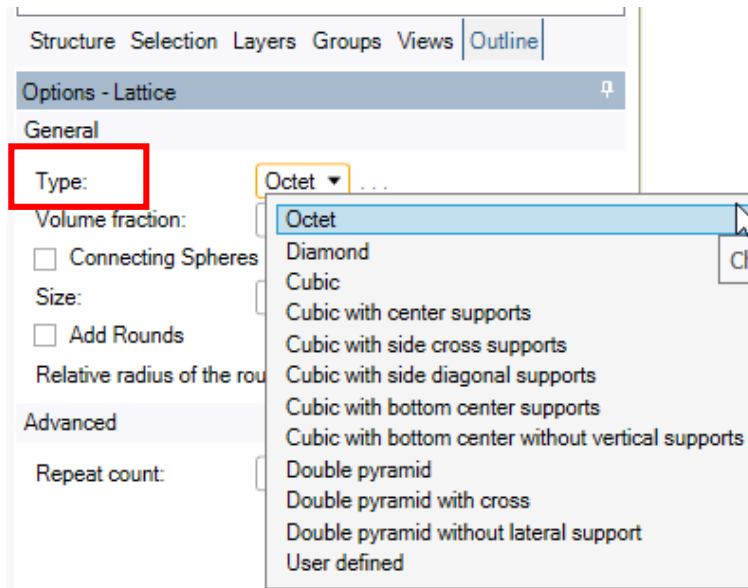 Structure Selection Layers Groups Views Outline
Options - Lattice
General
Type: Octet ...
Volume fraction:
Connecting Spheres
Size:
Add Rounds
Relative radius of the
Advanced
Repeat count:
Octet
Diamond
Cubic
Cubic with center supports
Cubic with side cross supports
Cubic with side diagonal supports
Cubic with bottom center supports
Cubic with bottom center without vertical supports
Double pyramid
Double pyramid with cross
Double pyramid without lateral support
User defined